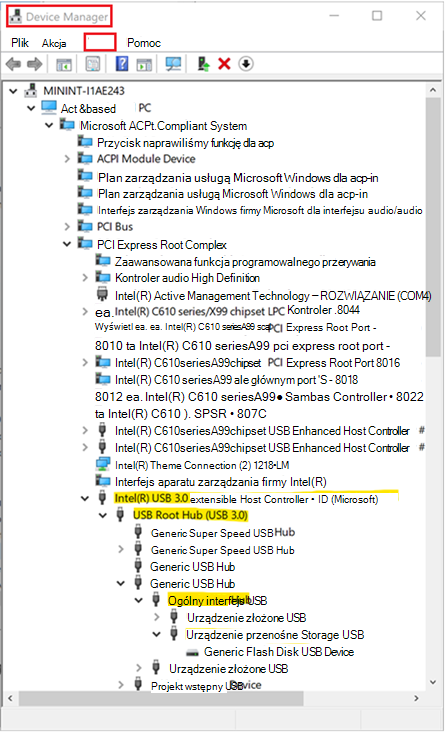 Device Manager
Plik Akcja Pomoc
MININT-I1AE243
Act &based PC
Microsoft ACPt.Compliant System
Przycisk naprawiliśmy funkcję dla acp
ACPI Module Device
Plan zarządzania usługą Microsoft Windows dla acp-in
Plan zarządzania usługą Microsoft Windows dla acp-in
Interfejs zarządzania Windows firmy Microsoft dla interfejsu audio/audio
PCI Bus
PCI Express Root Complex
Zaawansowana funkcja programowalnego przerywania
Kontroler audio High Definition
Intel(R) Active Management Technology – ROZWIĄZANIE (COM4)
ea. Intel(R) C610 series/X99 chipset LPC Kontroler .8044
Wyświetl ea. ea. Intel(R) C610 seriesA99 PCI Express Root Port -
8010 ta Intel(R) C610 seriesA99 pci express root port -
Intel(R) C610seriesA99chipset PCI Express Root Port 8016
Intel(R) C610seriesA99 ale głównym port 'S - 8018
8012 ea. Intel(R) C610 seriesA99• Sambas Controller • 8022
ta Intel(R) C610 ). SPSR • 807C
Intel(R) C610seriesA99chipset USB Enhanced Host Controller #
Intel(R) C610seriesA99chipset USB Enhanced Host Controller #
Intel(R) Theme Connection (2) 1218•LM
Interfejs aparatu zarządzania firmy Intel(R)
Intel(R) USB 3.0 extensible Host Controller • ID (Microsoft)
USB Root Hub (USB 3.0)
Generic Super Speed USB Hub
Generic Super Speed USB Hub
Generic USB Hub
Generic USB Hub
Ogólny interfejs USB
Urządzenie złożone USB
Urządzenie przenośne Storage USB
Generic Flash Disk USB Device
Urządzenie złożone USB
Projekt wstępny USB Device